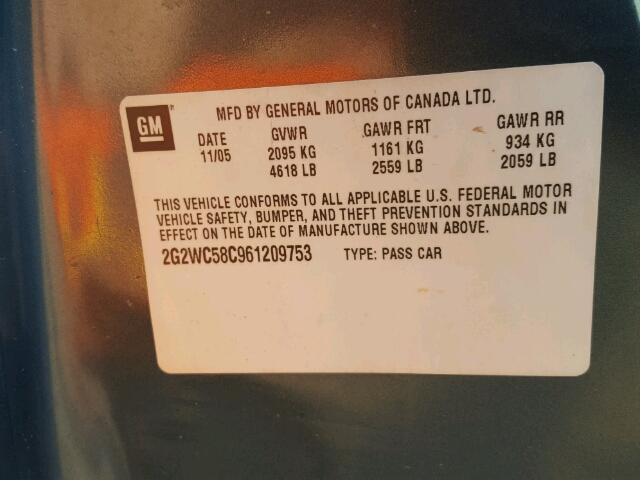 GM
MFD BY GENERAL MOTORS OF CANADA LTD.
DATE GVWR GAWR FRT GAWR RR
11/05 2095 KG 1161 KG 934 KG
4618 LB 2559 LB 2059 LB
THIS VEHICLE CONFORMS TO ALL APPLICABLE U.S. FEDERAL MOTOR
VEHICLE SAFETY, BUMPER, AND THEFT PREVENTION STANDARDS IN
EFFECT ON THE DATE OF MANUFACTURE SHOWN ABOVE.
2G2WC58C961209753 TYPE: PASS CAR